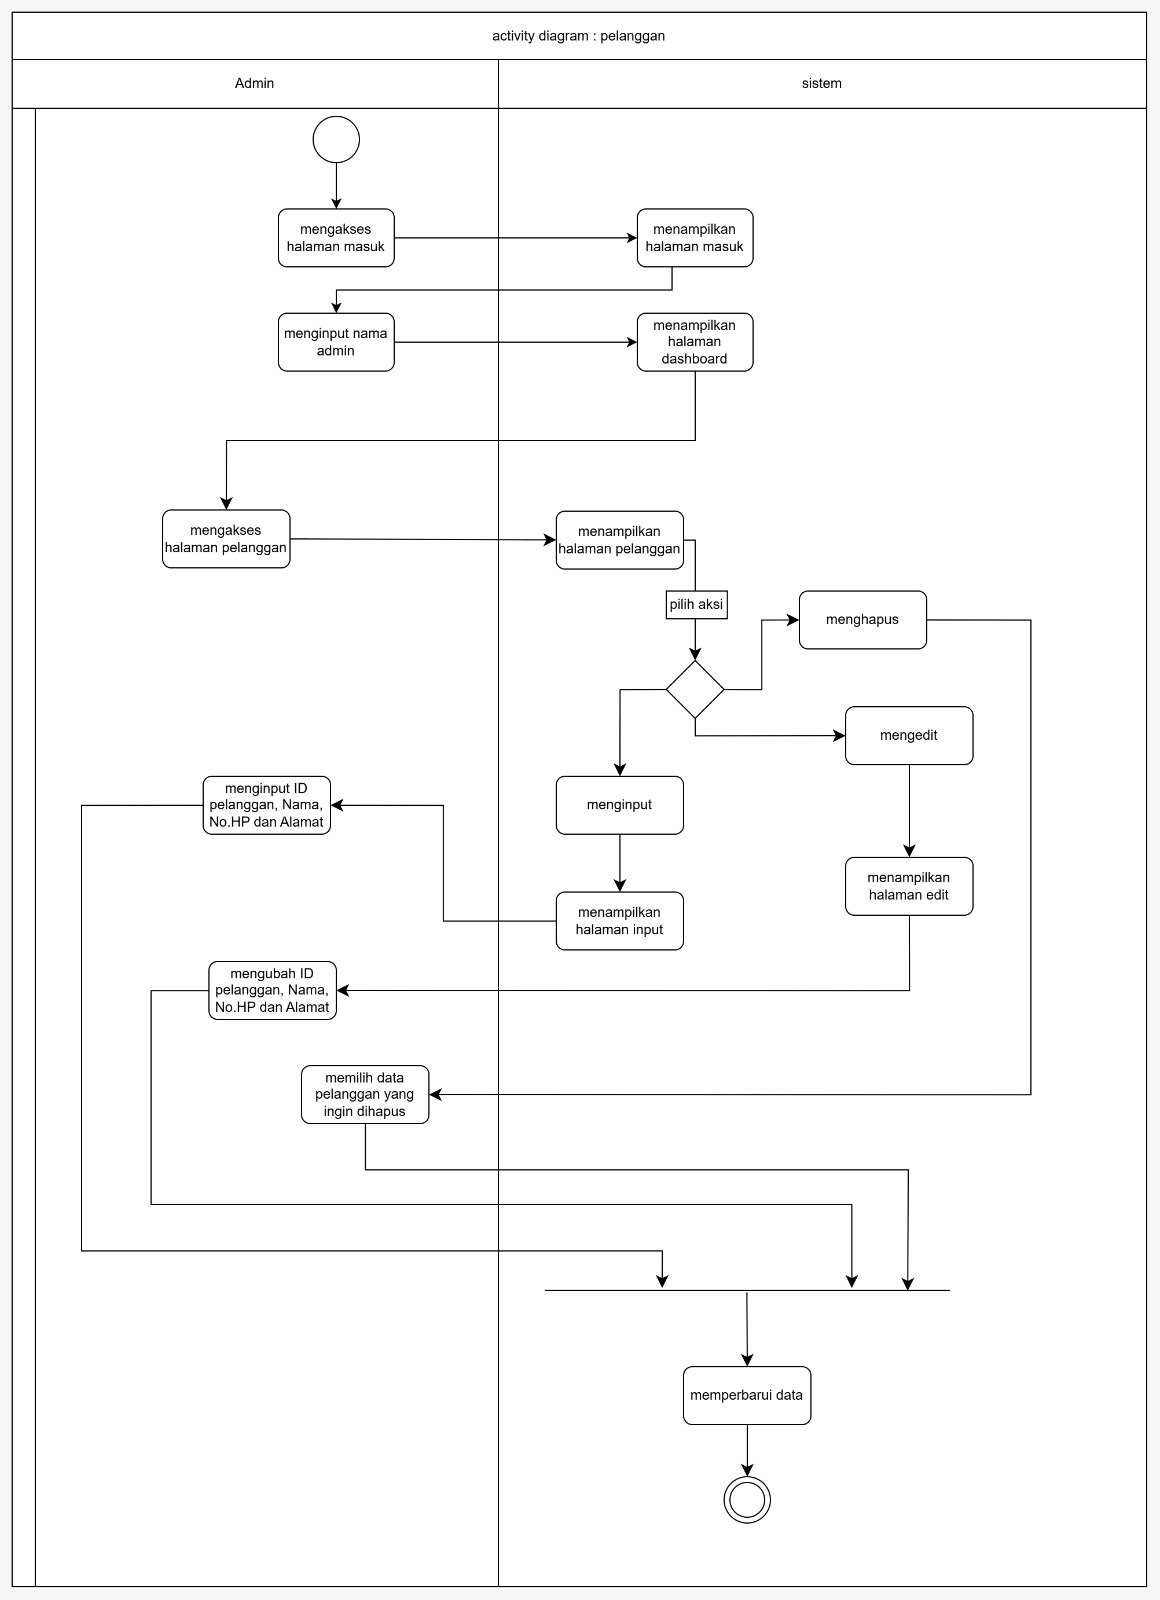 activity diagram : pelanggan
Admin
sistem
mengakses
halaman masuk
menampilkan
halaman masuk
menginput nama
admin
menampilkan
halaman
dashboard
mengakses
halaman pelanggan
menampilkan
halaman pelanggan
pilih aksi
menghapus
mengedit
menginput ID
pelanggan, Nama,
No.HP dan Alamat
menginput
menampilkan
halaman edit
menampilkan
halaman input
mengubah ID
pelanggan, Nama,
No.HP dan Alamat
memilih data
pelanggan yang
ingin dihapus
memperbarui data